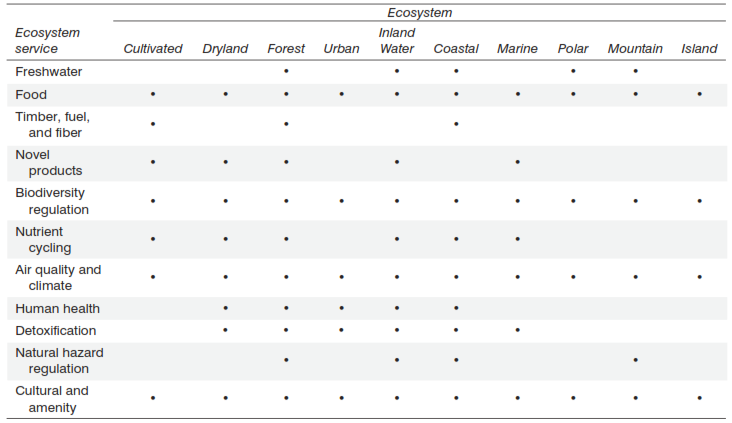 Ecosystem
Ecosystem
service Cultivated Dryland Forest Urban Inland
Water Coastal Marine Polar Mountain Island
Freshwater • • • • •
Food • • • • • • • • • •
Timber, fuel,
and fiber • • •
Novel
products • • • • •
Biodiversity
regulation • • • • • • • • • •
Nutrient
cycling • • • • • •
Air quality and
climate • • • • • • • • • •
Human health • • • • •
Detoxification • • • • • •
Natural hazard
regulation • • • •
Cultural and
amenity • • • • • • • • • •